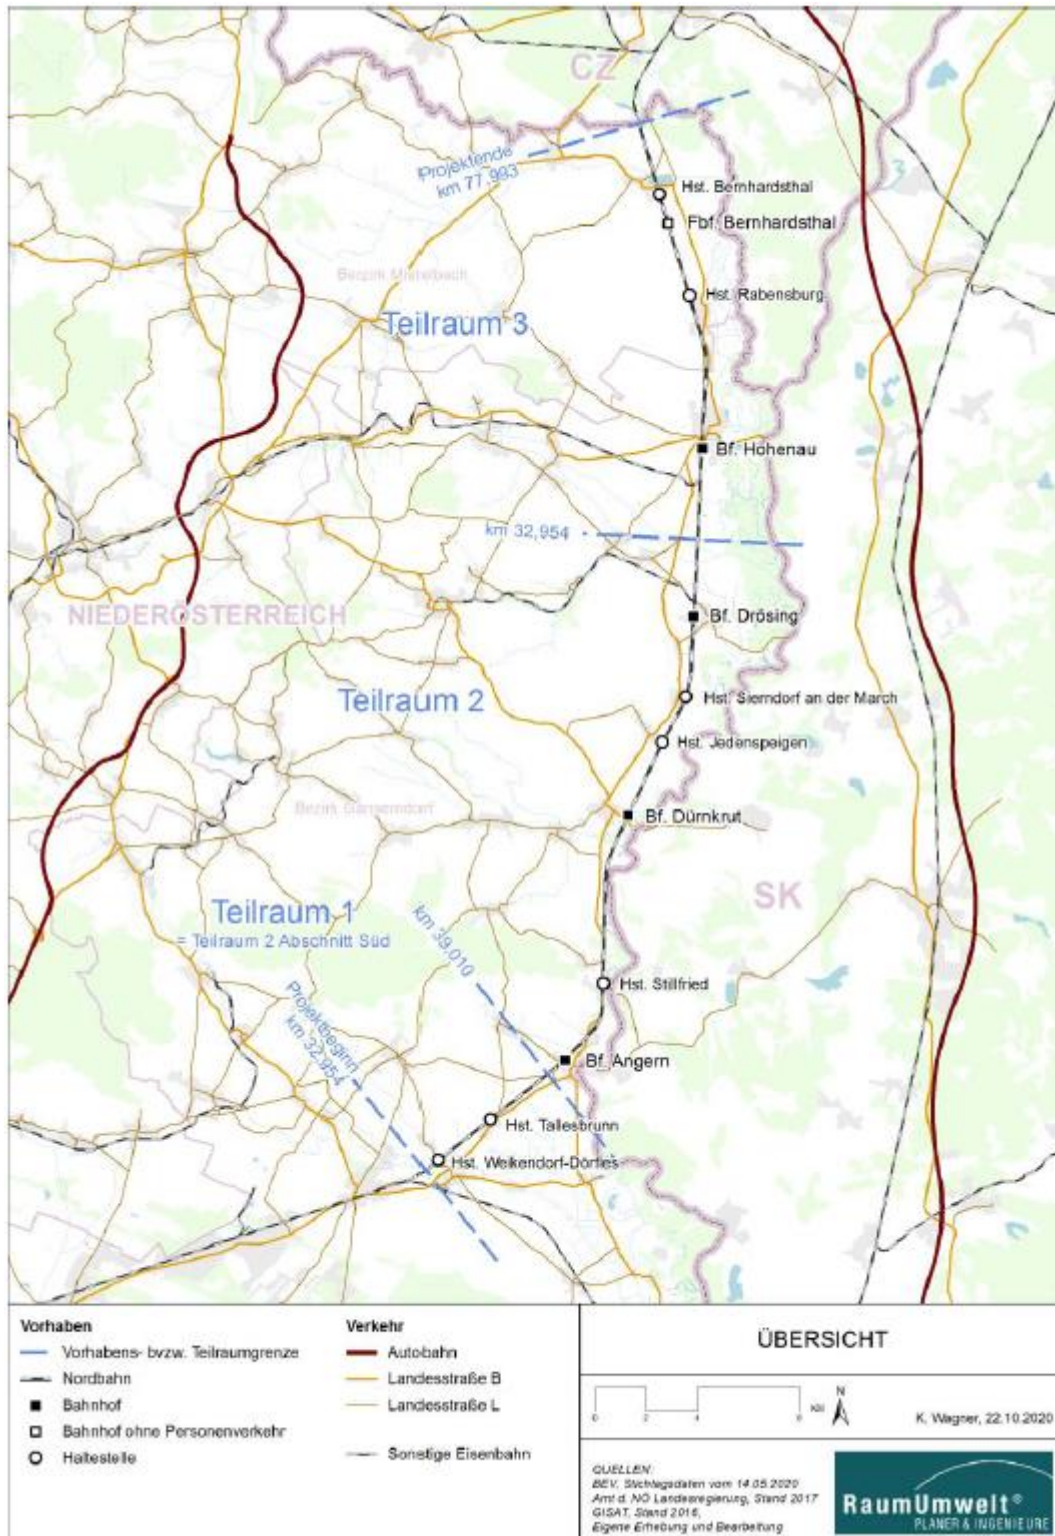 CZ
Projektende
km 77,993
Hst. Bernhardsthal
Fbf. Bernhardsthal
Bezirk Mistelbach
Hst. Rabensburg
Teilraum 3
Bf. Hohenau
km 32,954
NIEDERÖSTERREICH
Bf. Drösing
Teilraum 2
Hst. Sierndorf an der March
Hst. Jedenspeigen
Bezirk Gänserndorf
Bf. Dürnkrut
SK
Teilraum 1
= Teilraum 2 Abschnitt Süd
km 39,010
Hst. Stillfried
Projektbeginn
km 32,954
Bf. Angern
Hst. Tallesbrunn
Hst. Weikendorf-Dörfles
Vorhaben
Vorhabens- bvzw. Teilraumgrenze
Nordbahn
Bahnhof
Bahnhof ohne Personenverkehr
Haltestelle
Verkehr
Autobahn
Landesstraße B
Landesstraße L
Sonstige Eisenbahn
ÜBERSICHT
0 2 4 8 KM
N
K. Wagner, 22.10.2020
QUELLEN:
BEV, Stichtagsdaten vom 14.05.2020
Amt d. NÖ Landesregierung, Stand 2017
GISAT, Stand 2016,
Eigene Erhebung und Bearbeitung
RaumUmwelt®
PLANER & INGENIEURE